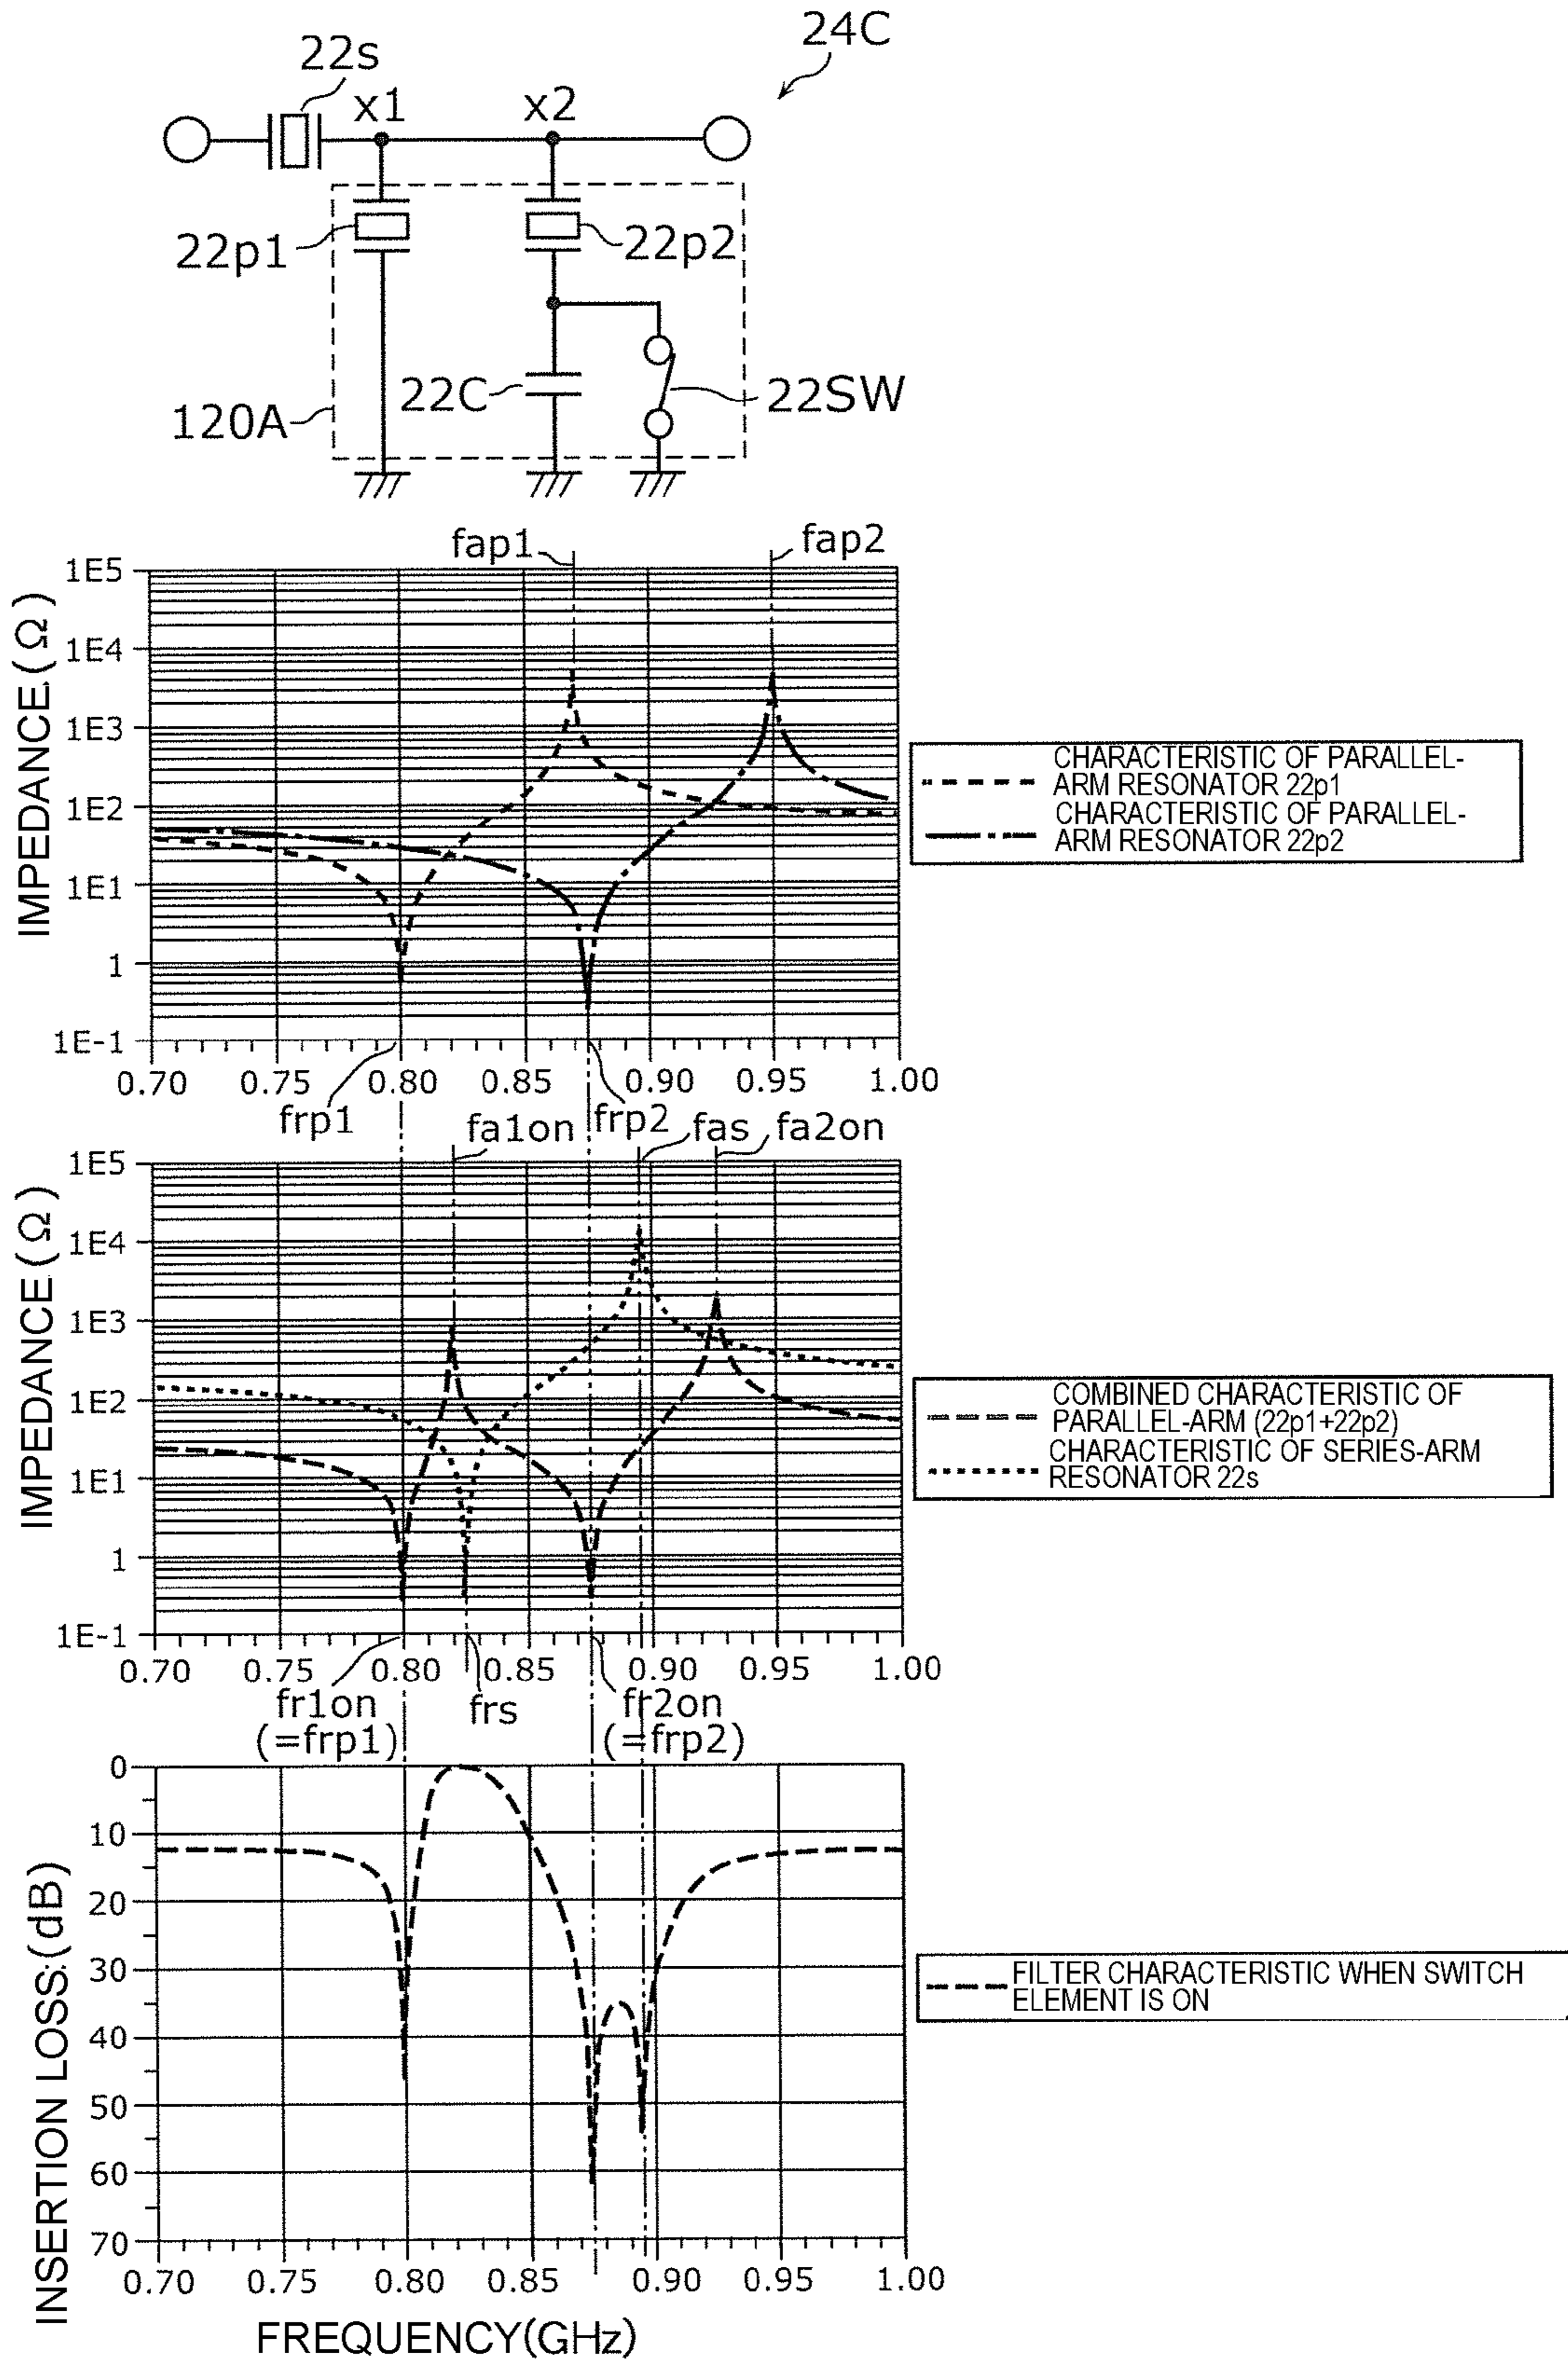 24C
22s
x1
x2
22p1
22p2
22C
22SW
120A
fap1
fap2
IMPEDANCE(Ω)
1E5
1E4
1E3
1E2
1E1
1
1E-1
0.70 0.75 0.80 0.85 0.90 0.95 1.00
CHARACTERISTIC OF PARALLEL-
ARM RESONATOR 22p1
CHARACTERISTIC OF PARALLEL-
ARM RESONATOR 22p2
frp1
frp2
fa1on
fas
fa2on
IMPEDANCE(Ω)
1E5
1E4
1E3
1E2
1E1
1
1E-1
0.70 0.75 0.80 0.85 0.90 0.95 1.00
COMBINED CHARACTERISTIC OF
PARALLEL-ARM (22p1+22p2)
CHARACTERISTIC OF SERIES-ARM
RESONATOR 22s
fr1on
(=frp1)
frs
fr2on
(=frp2)
INSERTION LOSS:(dB)
0
10
20
30
40
50
60
70
0.70 0.75 0.80 0.85 0.90 0.95 1.00
FILTER CHARACTERISTIC WHEN SWITCH
ELEMENT IS ON
FREQUENCY(GHz)